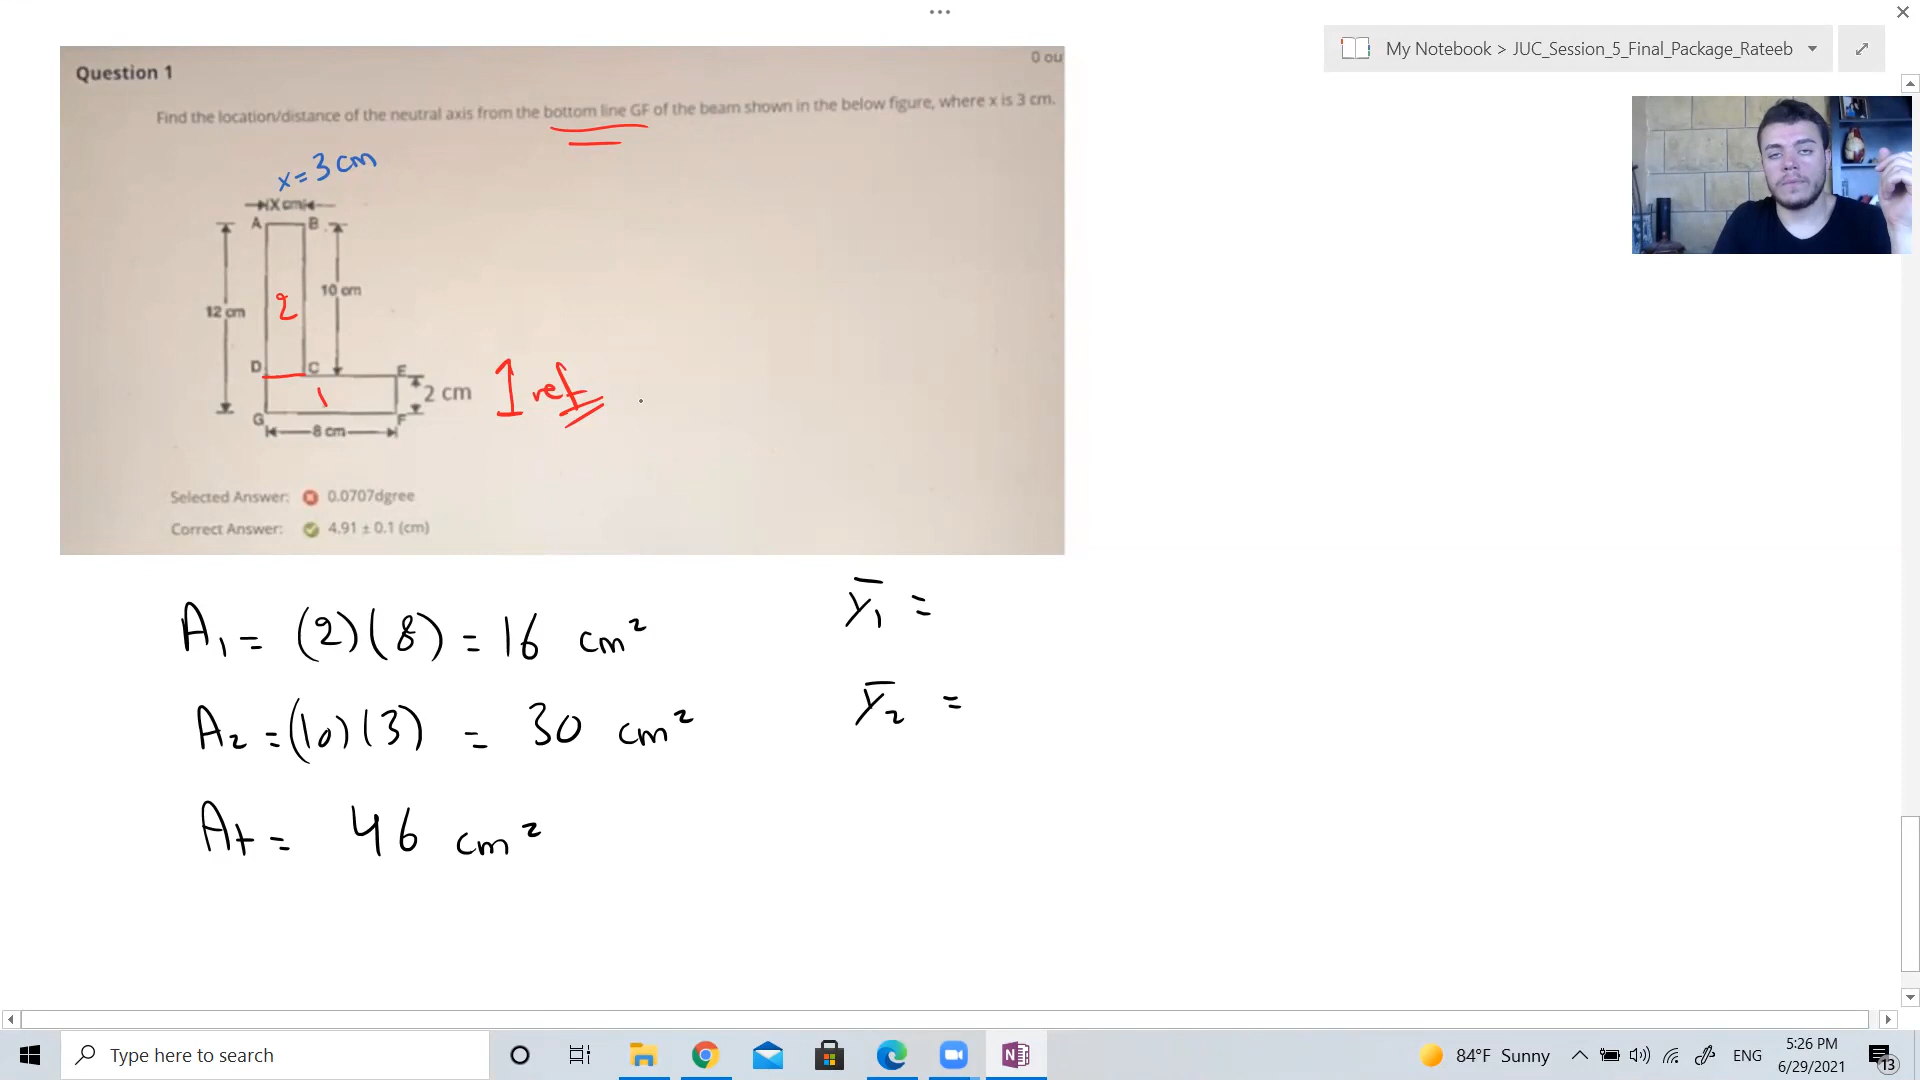 My Notebook > JUC_Session_5_Final_Package_Rateeb
Question 1
0 ou
Find the location/distance of the neutral axis from the bottom line GF of the beam shown in the below figure, where x is 3 cm.
x = 3 cm
X cm
A
B
10 cm
12 cm
2
D
C
E
1
2 cm
1 ref
G
F
8 cm
Selected Answer: 0.0707dgree
Correct Answer: 4.91 ± 0.1 (cm)
A₁ = (2)(8) = 16 cm²
ȳ₁ =
A₂ = (10)(3) = 30 cm²
ȳ₂ =
At = 46 cm²
Type here to search
84°F Sunny
ENG
5:26 PM
6/29/2021
13